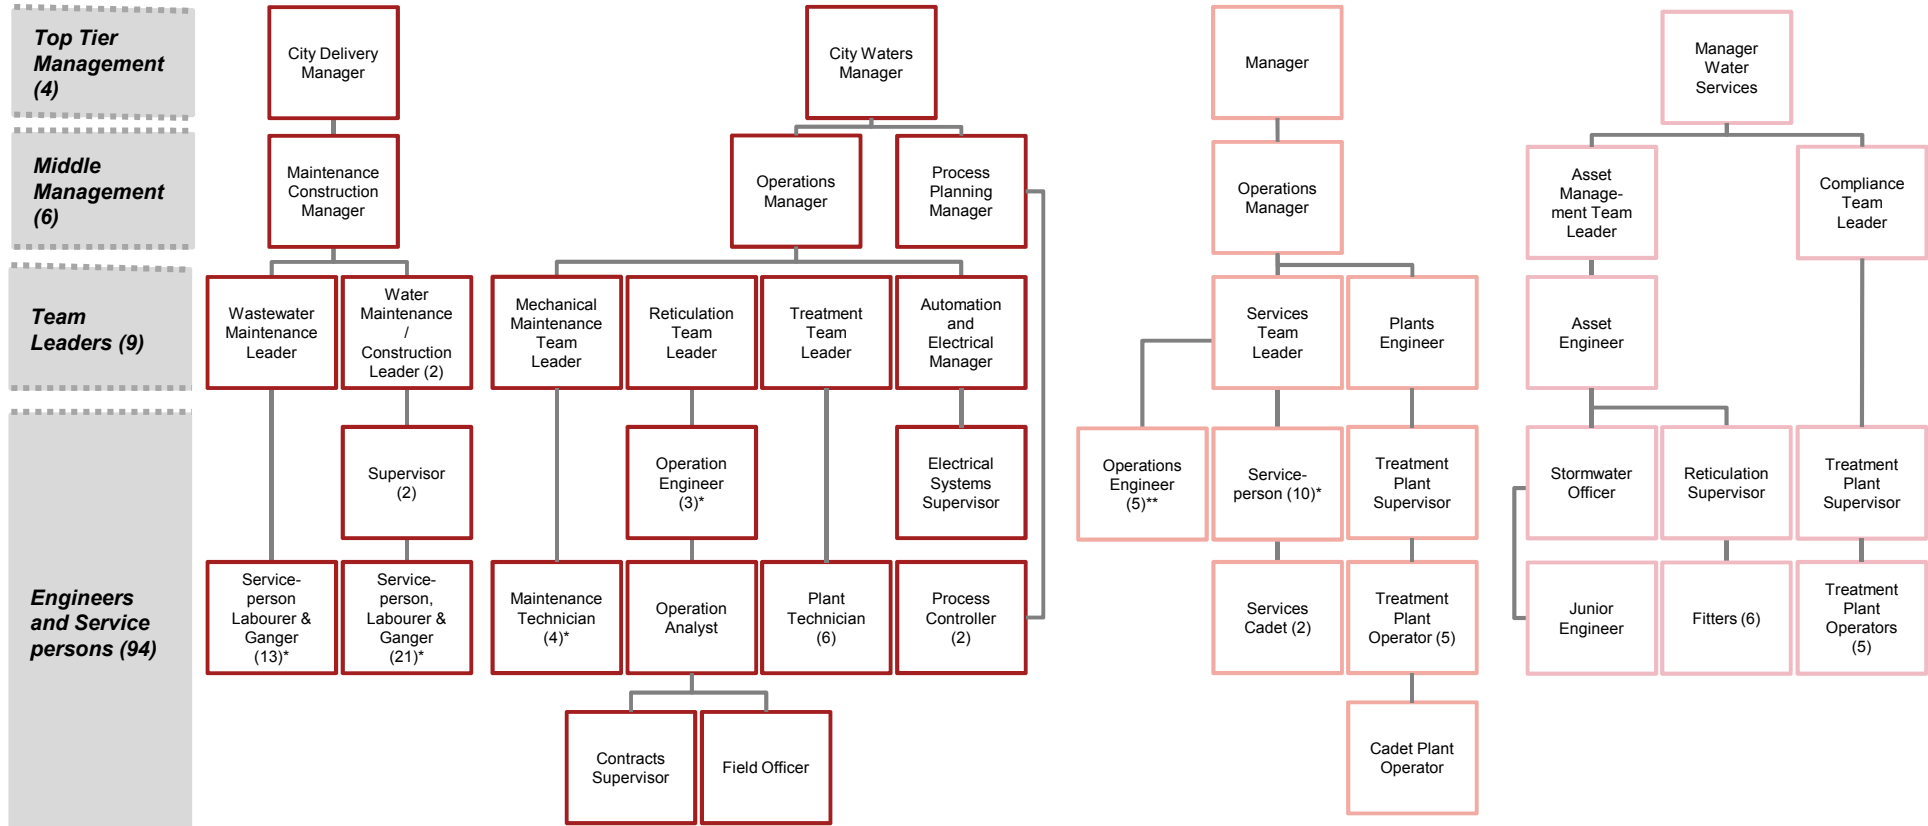 Top Tier
Management
(4)
City Delivery
Manager
City Waters
Manager
Manager
Manager
Water
Services
Middle
Management
(6)
Maintenance
Construction
Manager
Operations
Manager
Process
Planning
Manager
Operations
Manager
Asset
Manage-
ment Team
Leader
Compliance
Team
Leader
Team
Leaders (9)
Wastewater
Maintenance
Leader
Water
Maintenance
/
Construction
Leader (2)
Mechanical
Maintenance
Team
Leader
Reticulation
Team
Leader
Treatment
Team
Leader
Automation
and
Electrical
Manager
Services
Team
Leader
Plants
Engineer
Asset
Engineer
Engineers
and Service
persons (94)
Supervisor
(2)
Operation
Engineer
(3)*
Electrical
Systems
Supervisor
Operations
Engineer
(5)**
Service-
person (10)*
Treatment
Plant
Supervisor
Stormwater
Officer
Reticulation
Supervisor
Treatment
Plant
Supervisor
Service-
person
Labourer &
Ganger
(13)*
Service-
person,
Labourer &
Ganger
(21)*
Maintenance
Technician
(4)*
Operation
Analyst
Plant
Technician
(6)
Process
Controller
(2)
Services
Cadet (2)
Treatment
Plant
Operator (5)
Junior
Engineer
Fitters (6)
Treatment
Plant
Operators
(5)
Contracts
Supervisor
Field Officer
Cadet Plant
Operator